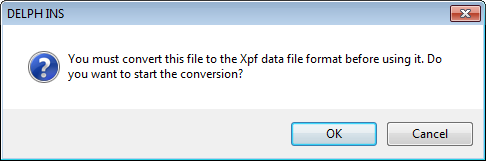 DELPH INS
You must convert this file to the Xpf data file format before using it. Do
you want to start the conversion?
OK
Cancel